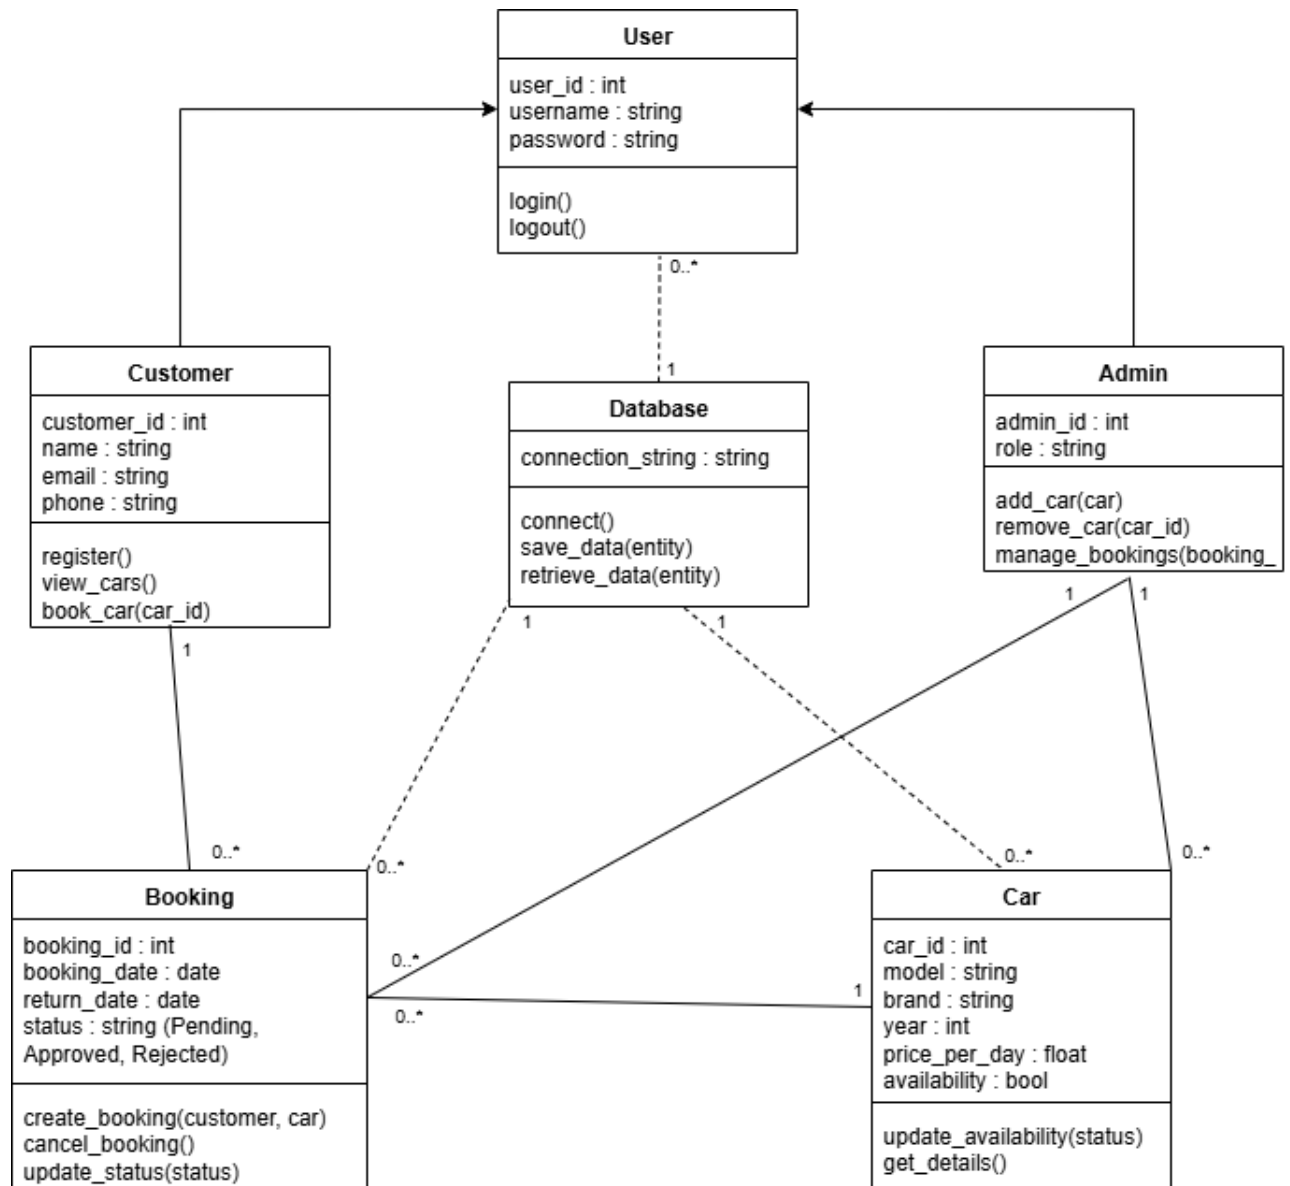 User
user_id : int
username : string
password : string
login()
logout()
0..*
1
Customer
customer_id : int
name : string
email : string
phone : string
register()
view_cars()
book_car(car_id)
1
Database
connection_string : string
connect()
save_data(entity)
retrieve_data(entity)
1
1
Admin
admin_id : int
role : string
add_car(car)
remove_car(car_id)
manage_bookings(booking_
1
1
0..*
0..*
0..*
0..*
Booking
booking_id : int
booking_date : date
return_date : date
status : string (Pending,
Approved, Rejected)
create_booking(customer, car)
cancel_booking()
update_status(status)
0..*
0..*
1
Car
car_id : int
model : string
brand : string
year : int
price_per_day : float
availability : bool
update_availability(status)
get_details()